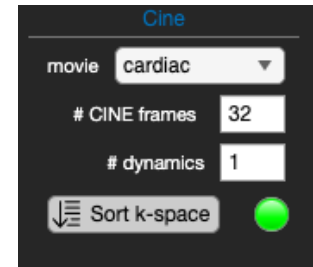 Cine
movie cardiac
# CINE frames 32
# dynamics 1
Sort k-space